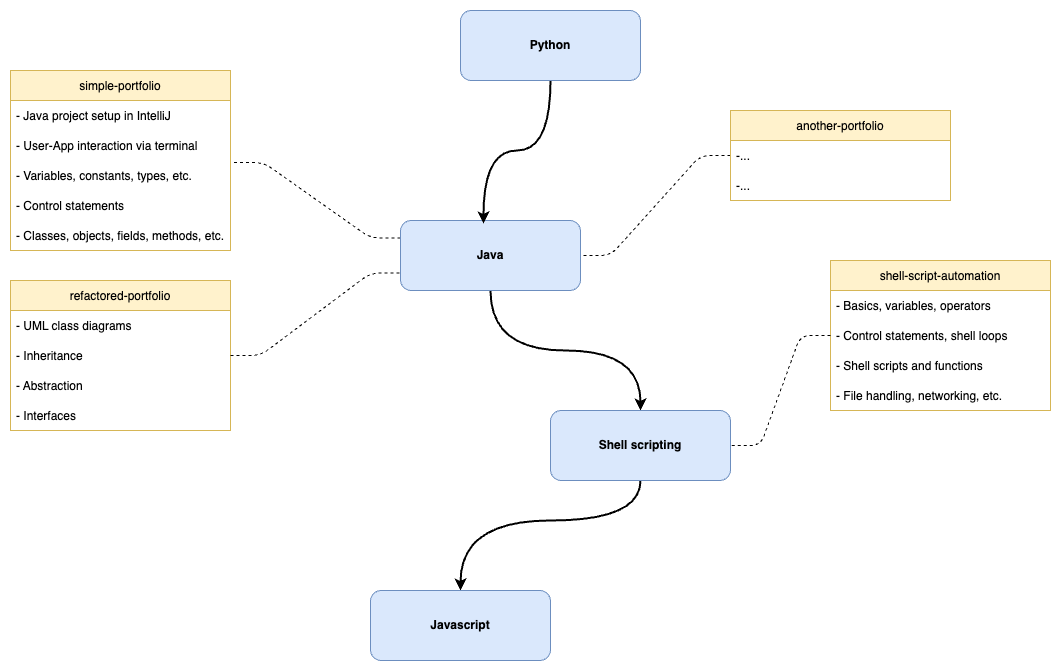 Python
simple-portfolio
- Java project setup in IntelliJ
- User-App interaction via terminal
- Variables, constants, types, etc.
- Control statements
- Classes, objects, fields, methods, etc.
another-portfolio
-...
-...
Java
refactored-portfolio
- UML class diagrams
- Inheritance
- Abstraction
- Interfaces
shell-script-automation
- Basics, variables, operators
- Control statements, shell loops
- Shell scripts and functions
- File handling, networking, etc.
Shell scripting
Javascript